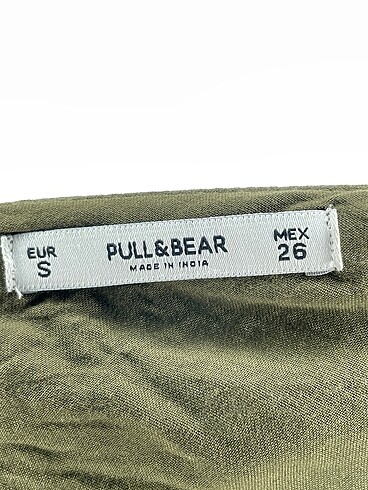 EUR
S
PULL&BEAR
MADE IN INDIA
MEX
26